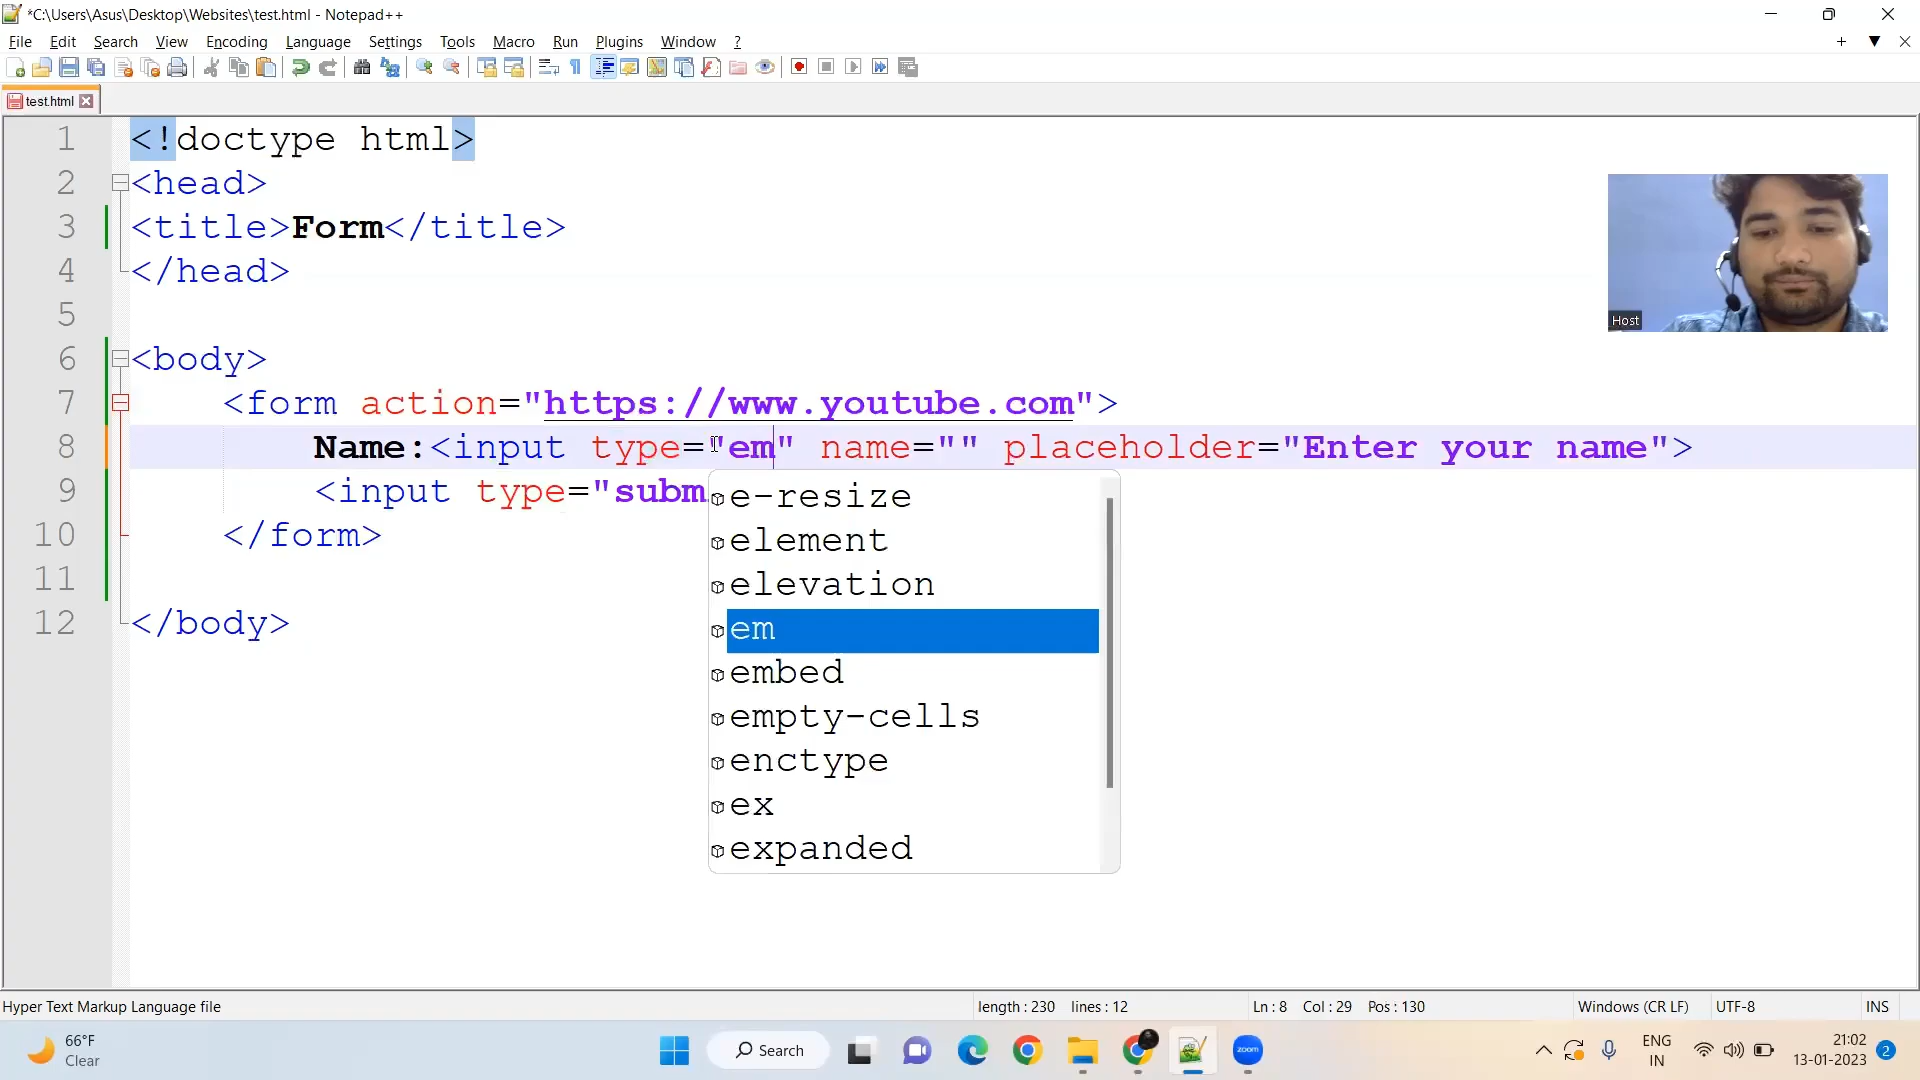 *C:\Users\Asus\Desktop\Websites\test.html - Notepad++
File Edit Search View Encoding Language Settings Tools Macro Run Plugins Window ?
test.html
1 <!doctype html>
2 <head>
3 <title>Form</title>
4 </head>
5
6 <body>
7 <form action="https://www.youtube.com">
8 Name:<input type="em" name="" placeholder="Enter your name">
9 <input type="subm
10 </form>
11
12 </body>
e-resize
element
elevation
em
embed
empty-cells
enctype
ex
expanded
Host
Hyper Text Markup Language file length : 230 lines : 12 Ln : 8 Col : 29 Pos : 130 Windows (CR LF) UTF-8 INS
66°F
Clear
Search
zoom
ENG
IN
21:02
13-01-2023
2